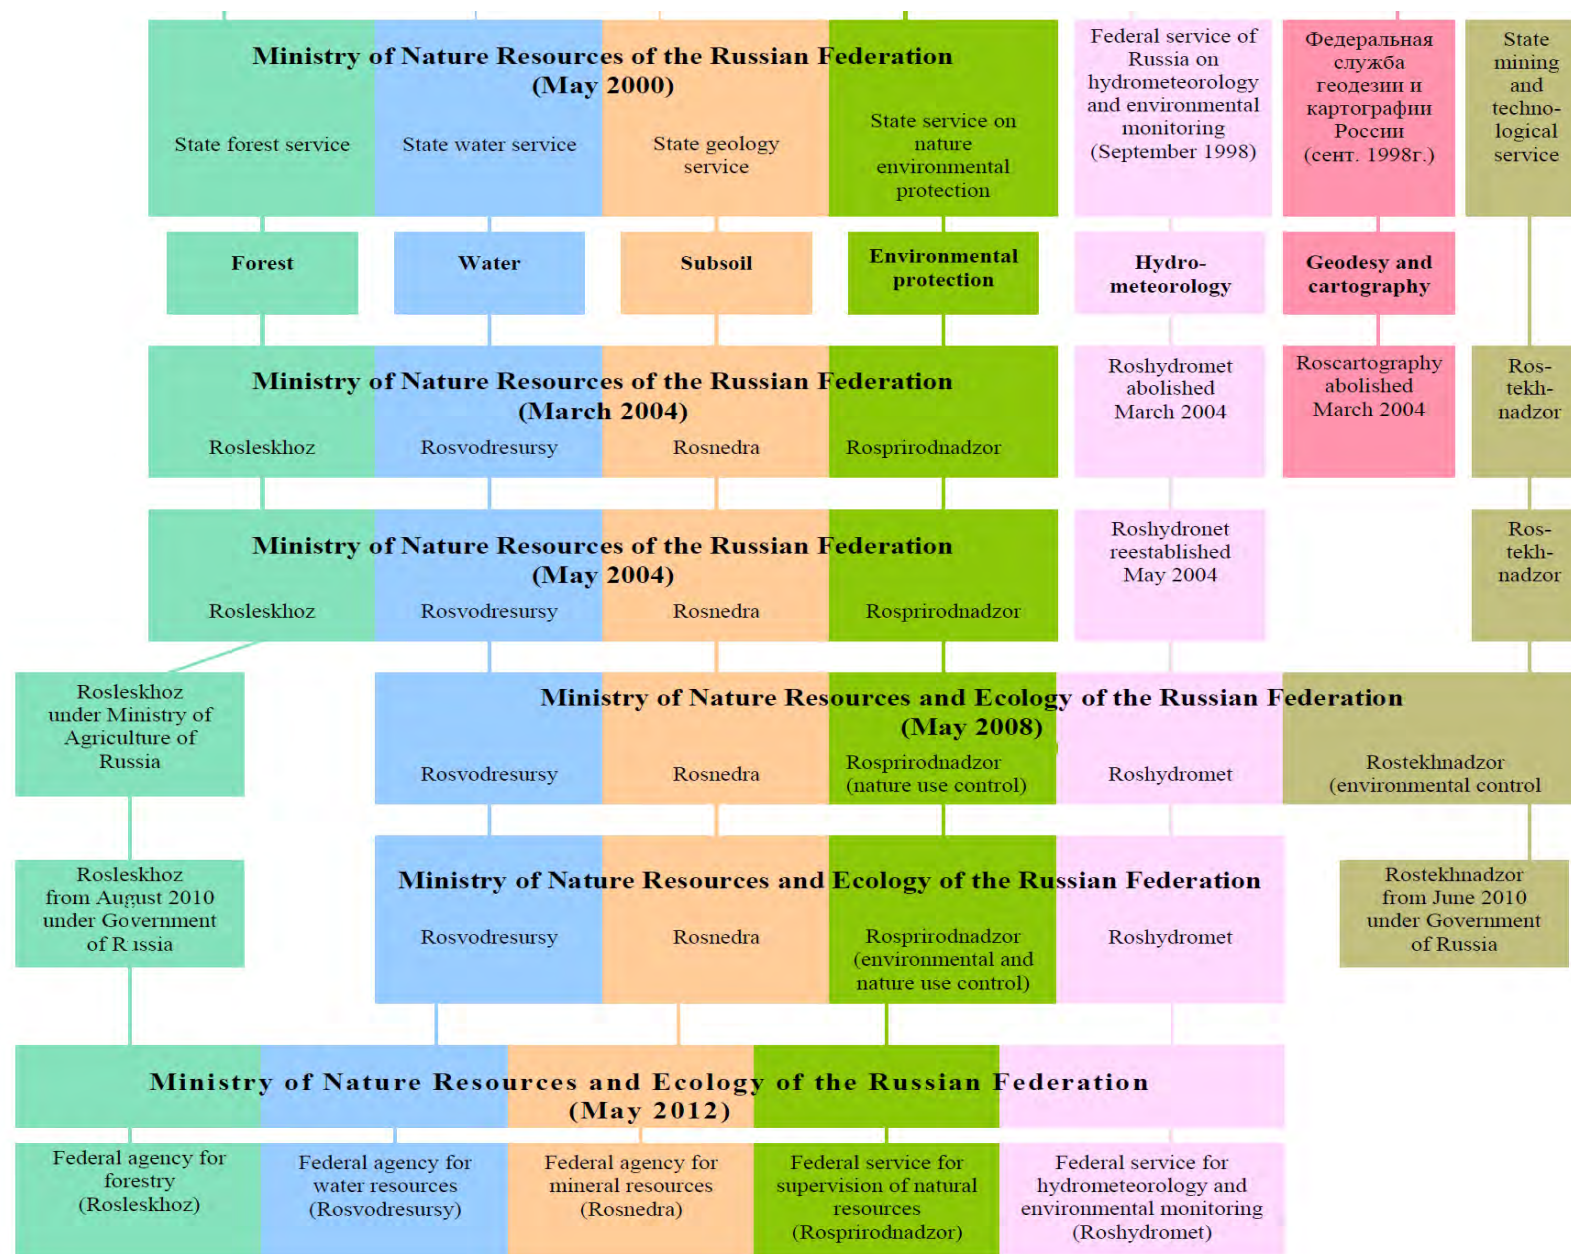 Ministry of Nature Resources of the Russian Federation
(May 2000)
State forest service
State water service
State geology
service
State service on
nature
environmental
protection
Federal service of
Russia on
hydrometeorology
and environmental
monitoring
(September 1998)
Федеральная
служба
геодезии и
картографии
России
(сент. 1998г.)
State
mining
and
techno-
logical
service
Forest
Water
Subsoil
Environmental
protection
Hydro-
meteorology
Geodesy and
cartography
Ministry of Nature Resources of the Russian Federation
(March 2004)
Rosleskhoz
Rosvodresursy
Rosnedra
Rosprirodnadzor
Roshydromet
abolished
March 2004
Roscartography
abolished
March 2004
Ros-
tekh-
nadzor
Ministry of Nature Resources of the Russian Federation
(May 2004)
Rosleskhoz
Rosvodresursy
Rosnedra
Rosprirodnadzor
Roshydronet
reestablished
May 2004
Ros-
tekh-
nadzor
Rosleskhoz
under Ministry of
Agriculture of
Russia
Ministry of Nature Resources and Ecology of the Russian Federation
(May 2008)
Rosvodresursy
Rosnedra
Rosprirodnadzor
(nature use control)
Roshydromet
Rostekhnadzor
(environmental control
Rosleskhoz
from August 2010
under Government
of Russia
Ministry of Nature Resources and Ecology of the Russian Federation
Rosvodresursy
Rosnedra
Rosprirodnadzor
(environmental and
nature use control)
Roshydromet
Rostekhnadzor
from June 2010
under Government
of Russia
Ministry of Nature Resources and Ecology of the Russian Federation
(May 2012)
Federal agency for
forestry
(Rosleskhoz)
Federal agency for
water resources
(Rosvodresursy)
Federal agency for
mineral resources
(Rosnedra)
Federal service for
supervision of natural
resources
(Rosprirodnadzor)
Federal service for
hydrometeorology and
environmental monitoring
(Roshydromet)